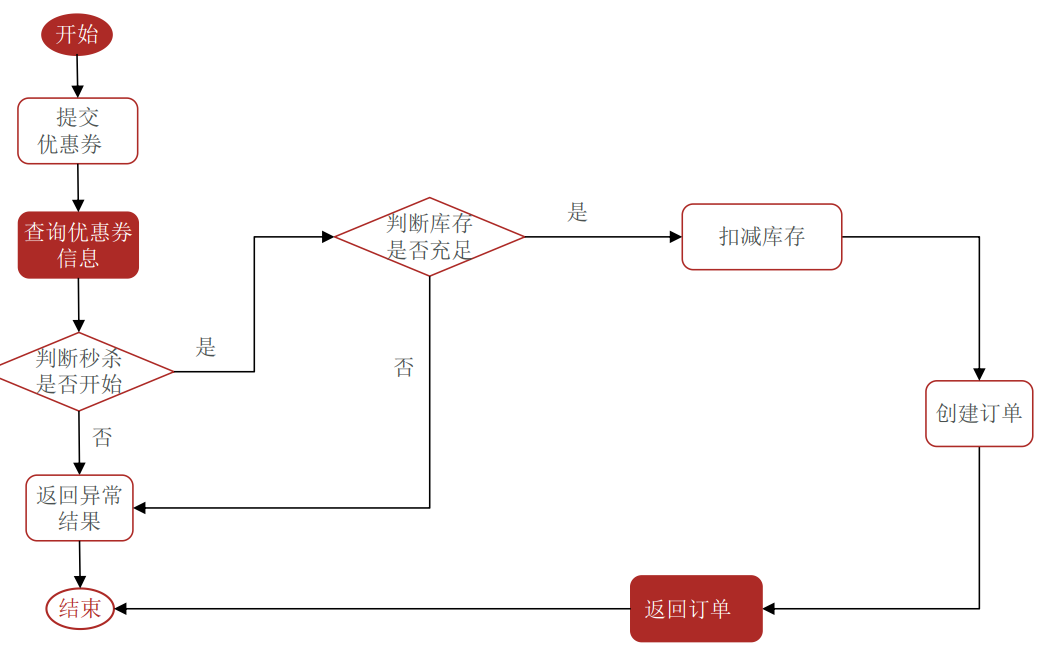 开始
提交
优惠券
查询优惠券
信息
判断秒杀
是否开始
是
否
返回异常
结果
结束
判断库存
是否充足
是
否
扣减库存
创建订单
返回订单